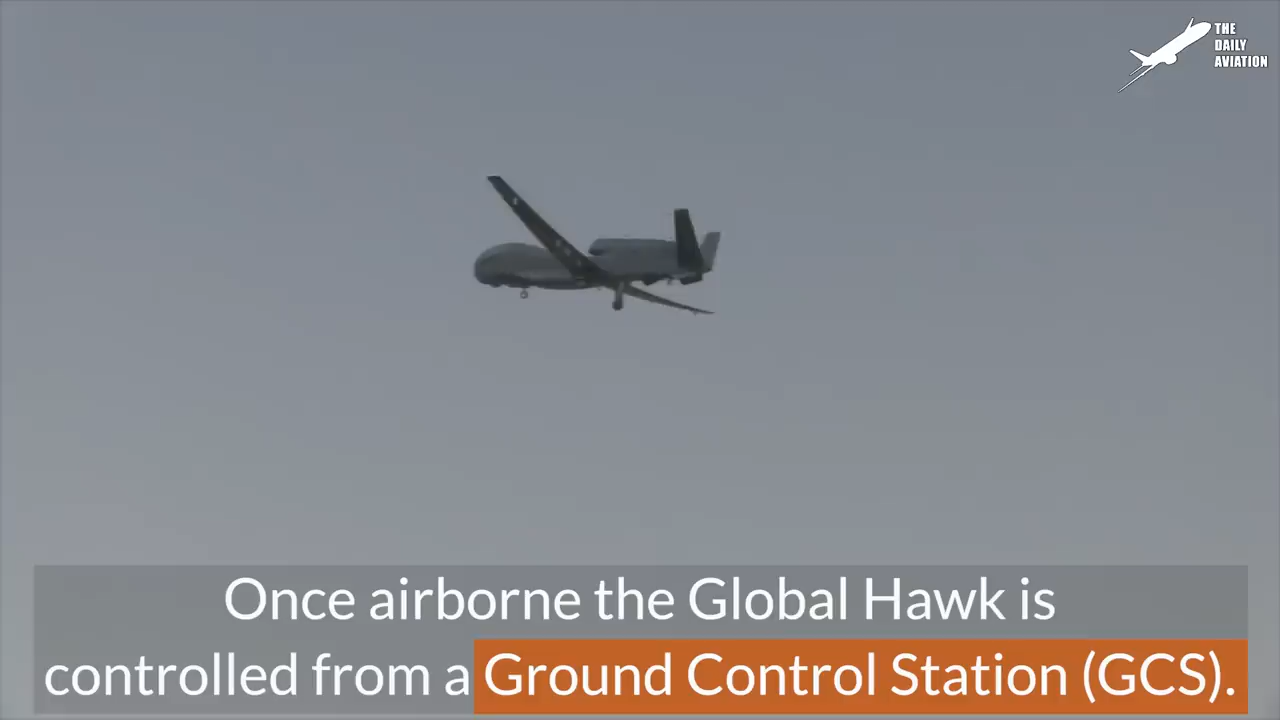 THE
DAILY
AVIATION
Once airborne the Global Hawk is
controlled from a Ground Control Station (GCS).